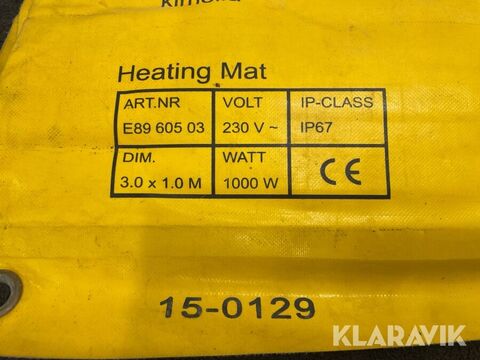 Heating Mat
ART.NR VOLT IP-CLASS
E89 605 03 230 V ~ IP67
DIM. WATT
3.0 x 1.0 M 1000 W CE
15-0129
KLARAVIK